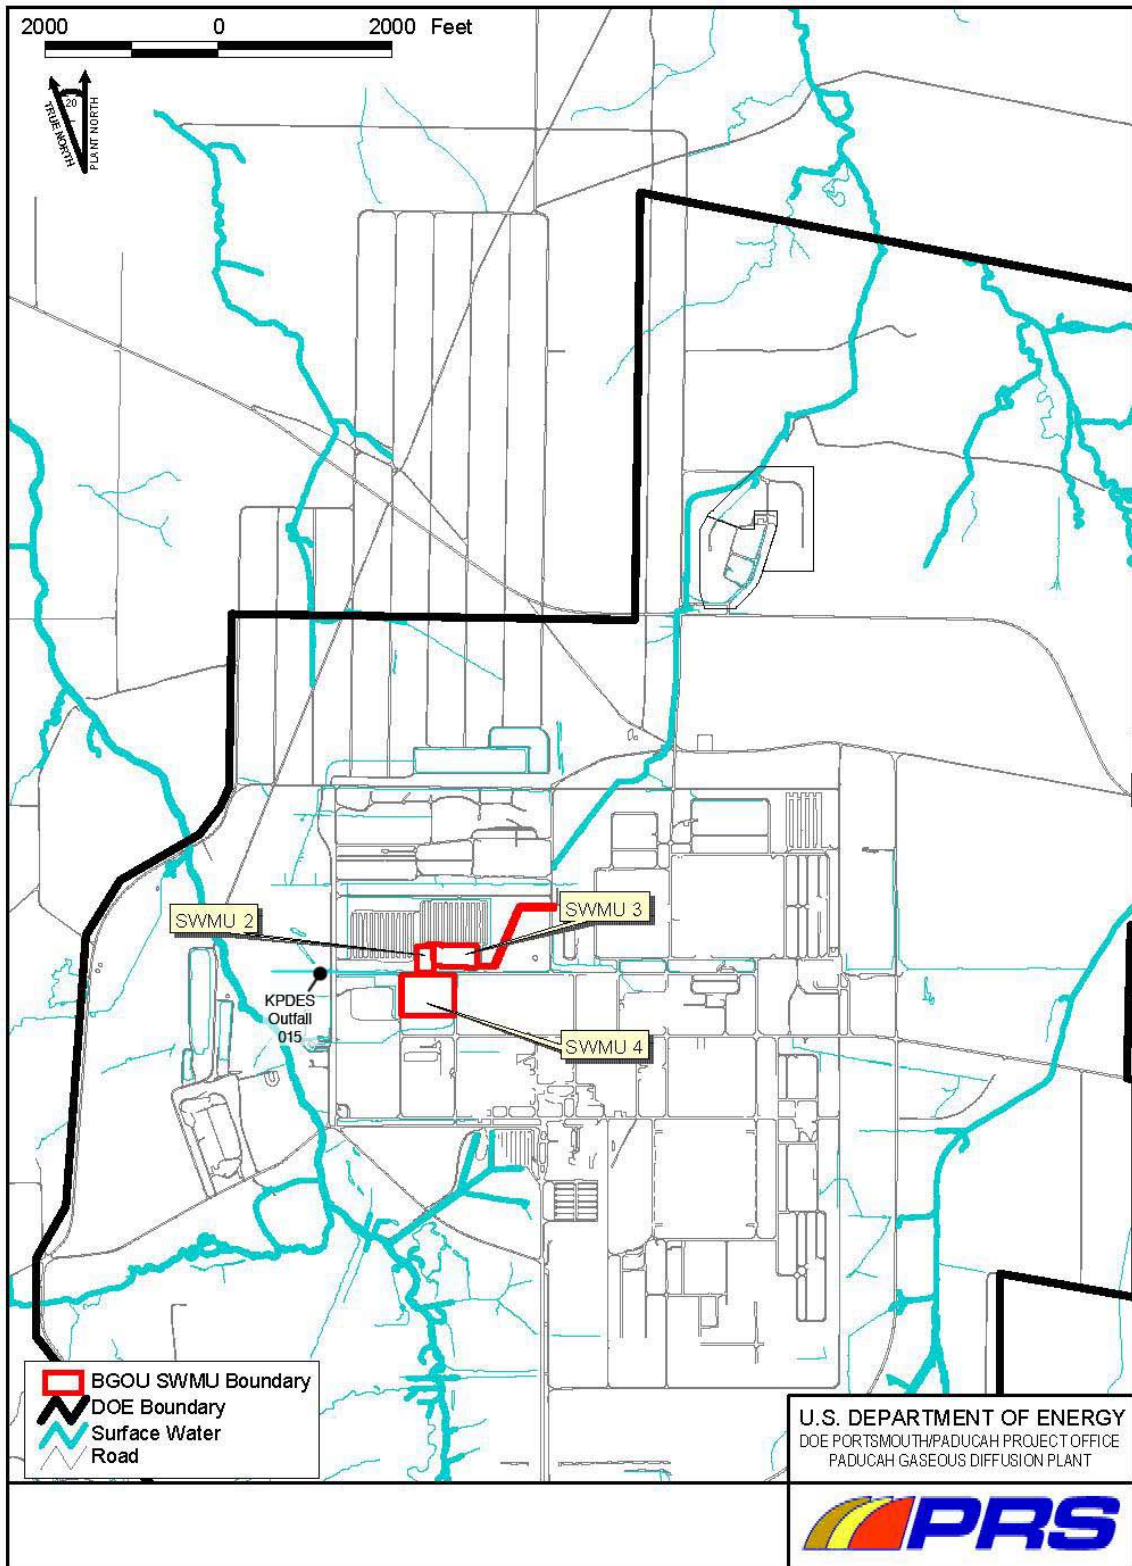 2000 0 2000 Feet
20
TRUE NORTH
PLANT NORTH
SWMU 2
SWMU 3
KPDES
Outfall
015
SWMU 4
BGOU SWMU Boundary
DOE Boundary
Surface Water
Road
U.S. DEPARTMENT OF ENERGY
DOE PORTSMOUTH/PADUCAH PROJECT OFFICE
PADUCAH GASEOUS DIFFUSION PLANT
PRS